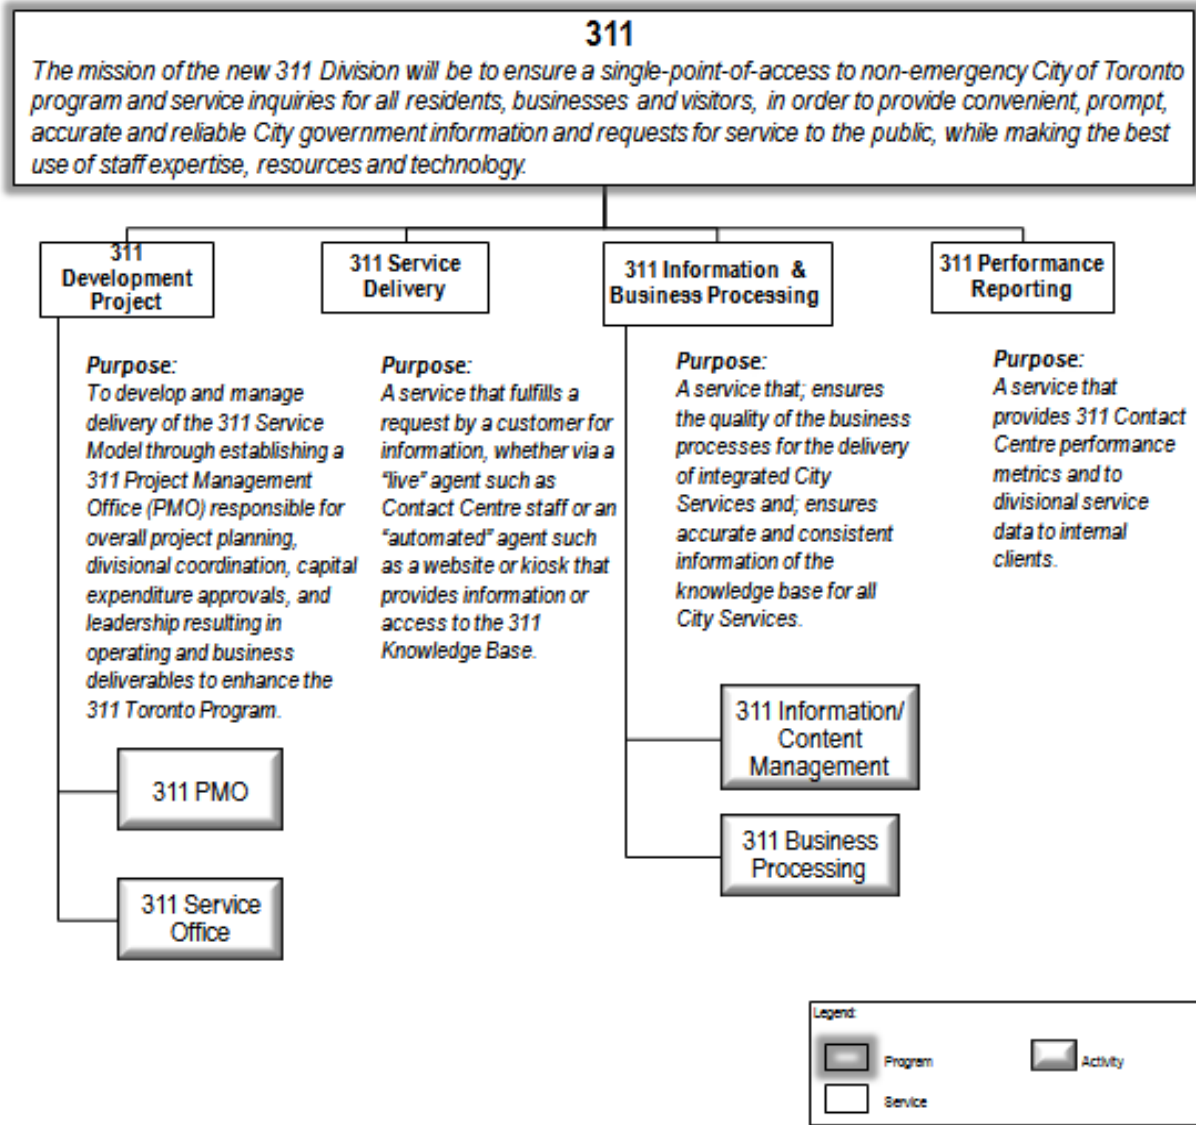 311
The mission of the new 311 Division will be to ensure a single-point-of-access to non-emergency City of Toronto
program and service inquiries for all residents, businesses and visitors, in order to provide convenient, prompt,
accurate and reliable City government information and requests for service to the public, while making the best
use of staff expertise, resources and technology.
311
Development
Project
311 Service
Delivery
311 Information &
Business Processing
311 Performance
Reporting
Purpose:
To develop and manage
delivery of the 311 Service
Model through establishing a
311 Project Management
Office (PMO) responsible for
overall project planning,
divisional coordination, capital
expenditure approvals, and
leadership resulting in
operating and business
deliverables to enhance the
311 Toronto Program.
Purpose:
A service that fulfills a
request by a customer for
information, whether via a
"live" agent such as
Contact Centre staff or an
"automated" agent such
as a website or kiosk that
provides information or
access to the 311
Knowledge Base.
Purpose:
A service that; ensures
the quality of the business
processes for the delivery
of integrated City
Services and; ensures
accurate and consistent
information of the
knowledge base for all
City Services.
Purpose:
A service that
provides 311 Contact
Centre performance
metrics and to
divisional service
data to internal
clients.
311 PMO
311 Service
Office
311 Information/
Content
Management
311 Business
Processing
Legend:
Program
Activity
Service